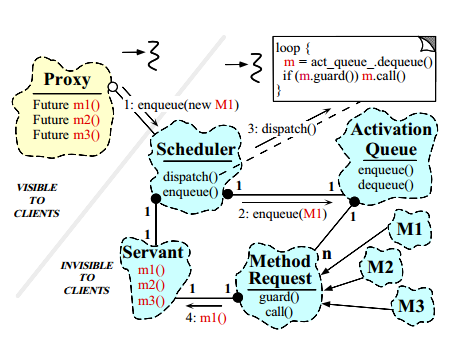 loop {
m = act_queue_.dequeue()
if (m.guard()) m.call()
}
Proxy
Future m1()
Future m2()
Future m3()
1: enqueue(new M1)
3: dispatch()
Scheduler
dispatch()
enqueue()
Activation
Queue
enqueue()
dequeue()
1
1
2: enqueue(M1)
VISIBLE
TO
CLIENTS
1
1
1
n
INVISIBLE
TO
CLIENTS
Servant
m1()
m2()
m3()
Method
Request
guard()
call()
1
1
4: m1()
M1
M2
M3